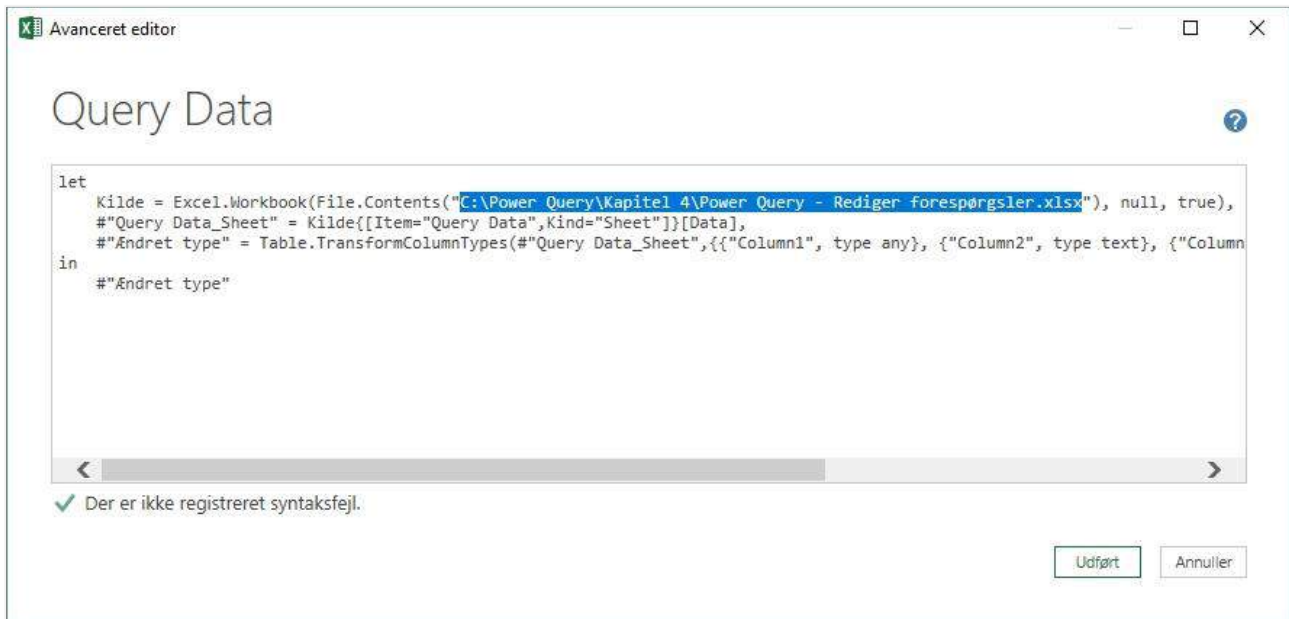 Avanceret editor
Query Data
let
    Kilde = Excel.Workbook(File.Contents("C:\Power Query\Kapitel 4\Power Query - Rediger forespørgsler.xlsx"), null, true),
    #"Query Data_Sheet" = Kilde{[Item="Query Data",Kind="Sheet"]}[Data],
    #"Ændret type" = Table.TransformColumnTypes(#"Query Data_Sheet",{{"Column1", type any}, {"Column2", type text}, {"Column
in
    #"Ændret type"
Der er ikke registreret syntaksfejl.
Udført Annuller